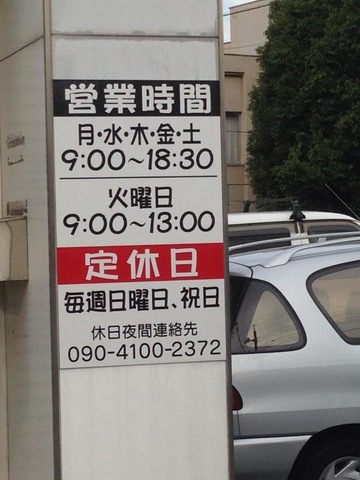 営業時間
月・水・木・金・土
9:00～18:30
火曜日
9:00～13:00
定休日
毎週日曜日、祝日
休日夜間連絡先
090-4100-2372